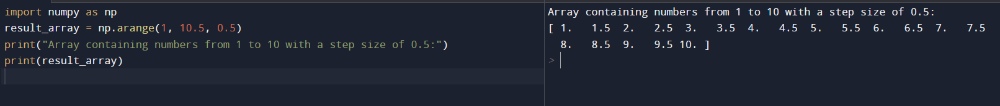 import numpy as np
result_array = np.arange(1, 10.5, 0.5)
print("Array containing numbers from 1 to 10 with a step size of 0.5:")
print(result_array)
Array containing numbers from 1 to 10 with a step size of 0.5:
[ 1.   1.5  2.   2.5  3.   3.5  4.   4.5  5.   5.5  6.   6.5  7.   7.5
  8.   8.5  9.   9.5 10. ]
>